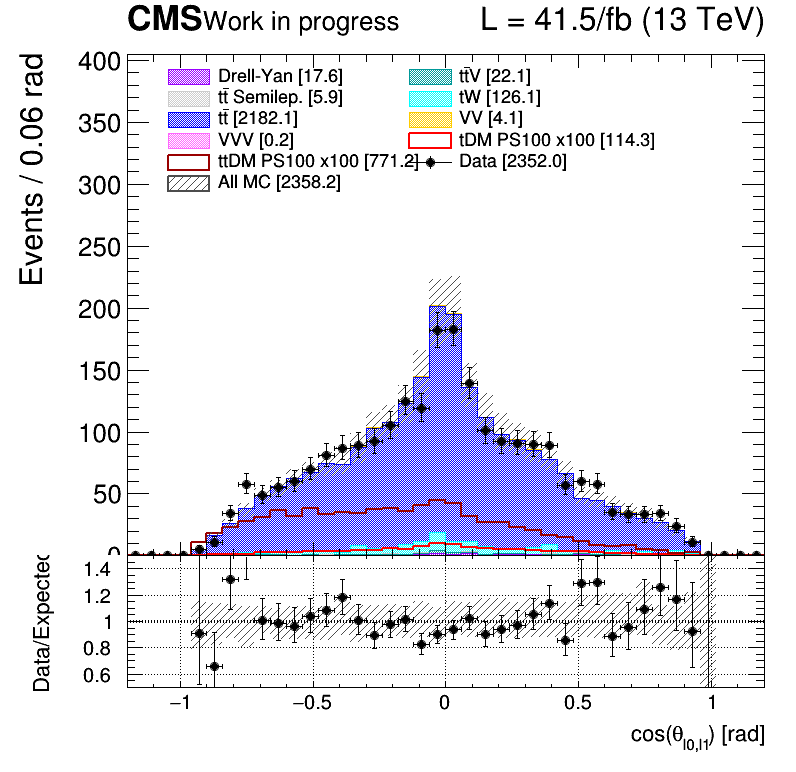 CMS Work in progress L = 41.5/fb (13 TeV)
Events / 0.06 rad
400
350
300
250
200
150
100
50
0
Drell-Yan [17.6] tt̄V [22.1]
tt̄ Semilep. [5.9] tW [126.1]
tt̄ [2182.1] VV [4.1]
VVV [0.2] tDM PS100 x100 [114.3]
ttDM PS100 x100 [771.2] Data [2352.0]
All MC [2358.2]
Data/Expected
1.4
1.2
1
0.8
0.6
−1 −0.5 0 0.5 1
cos(θl0,l1) [rad]